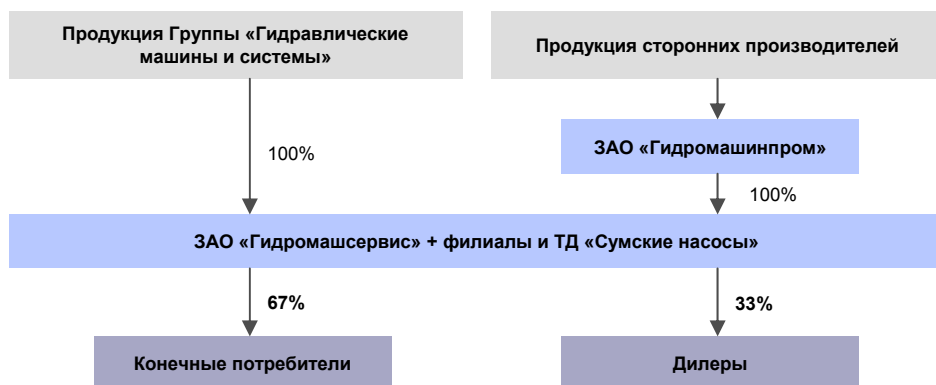 Продукция Группы «Гидравлические
машины и системы»
Продукция сторонних производителей
ЗАО «Гидромашинпром»
100%
100%
ЗАО «Гидромашсервис» + филиалы и ТД «Сумские насосы»
67%
33%
Конечные потребители
Дилеры